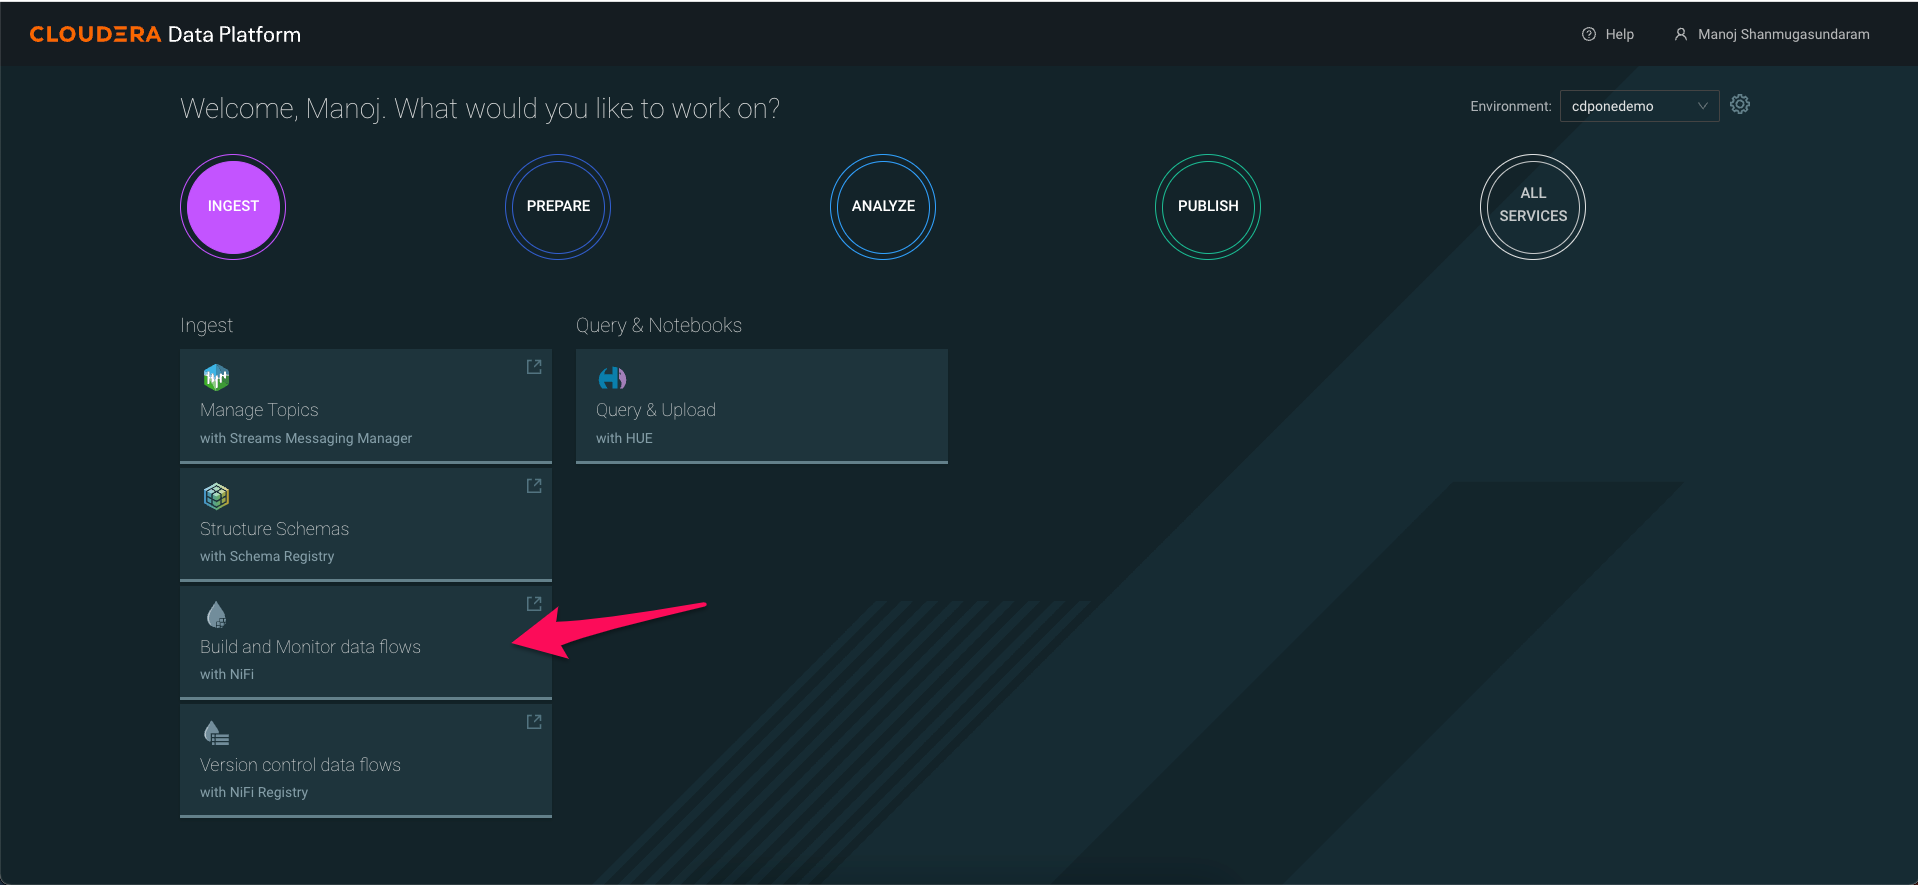 CLOUDERA Data Platform
Help
Manoj Shanmugasundaram
Welcome, Manoj. What would you like to work on?
Environment: cdponedemo
INGEST
PREPARE
ANALYZE
PUBLISH
ALL
SERVICES
Ingest
Manage Topics
with Streams Messaging Manager
Structure Schemas
with Schema Registry
Build and Monitor data flows
with NiFi
Version control data flows
with NiFi Registry
Query & Notebooks
Query & Upload
with HUE